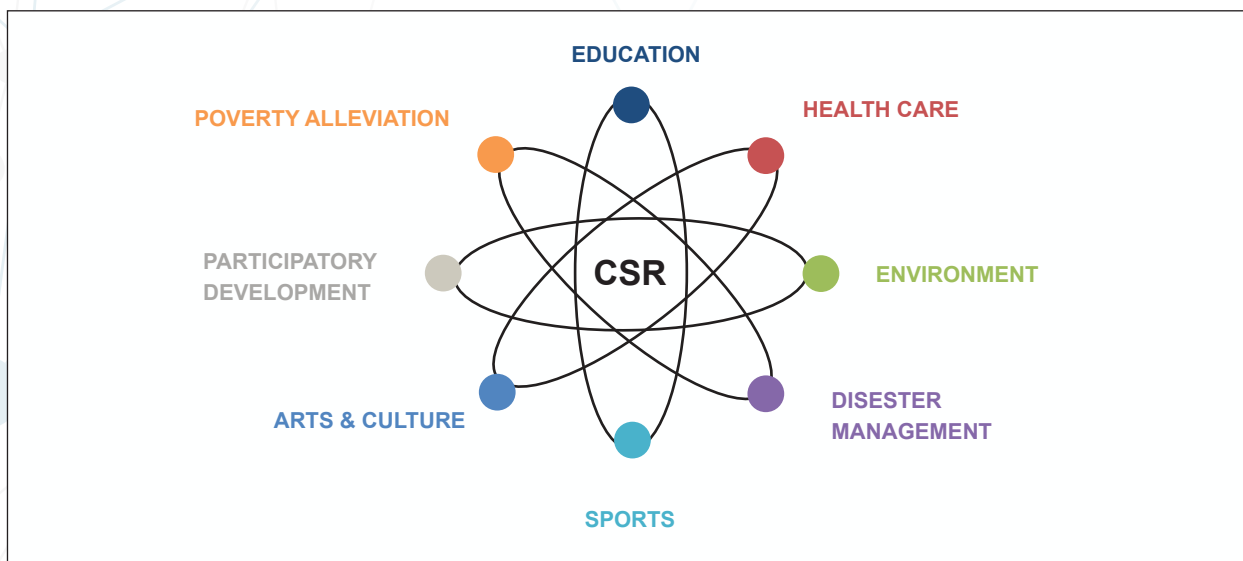 EDUCATION
HEALTH CARE
POVERTY ALLEVIATION
PARTICIPATORY
DEVELOPMENT
CSR
ENVIRONMENT
ARTS & CULTURE
DISESTER
MANAGEMENT
SPORTS